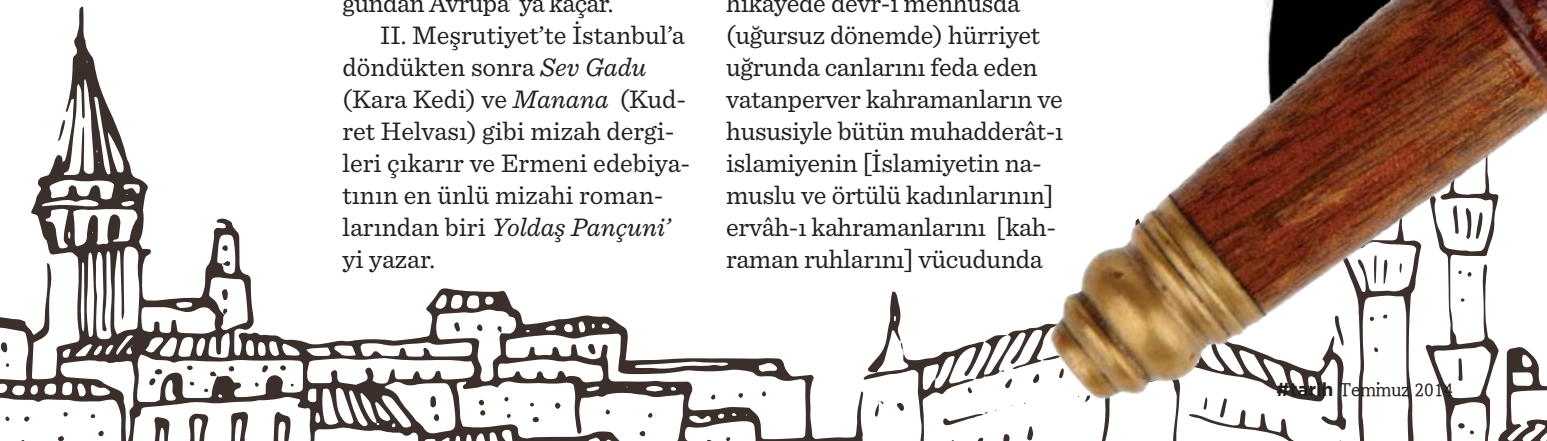 gundan Avrupa' ya kaçar.
II. Meşrutiyet’te İstanbul’a
döndükten sonra Sev Gadu
(Kara Kedi) ve Manana (Kud-
ret Helvası) gibi mizah dergi-
leri çıkarır ve Ermeni edebiya-
tının en ünlü mizahi roman-
larından biri Yoldaş Pançuni’
yi yazar.
hikayede devr-i menhusda
(uğursuz dönemde) hürriyet
uğrunda canlarını feda eden
vatanperver kahramanların ve
hususiyle bütün muhadderât-ı
islamiyenin [İslamiyetin na-
muslu ve örtülü kadınlarının]
ervâh-ı kahramanlarını [kah-
raman ruhlarını] vücudunda
#tarih Temmuz 2014